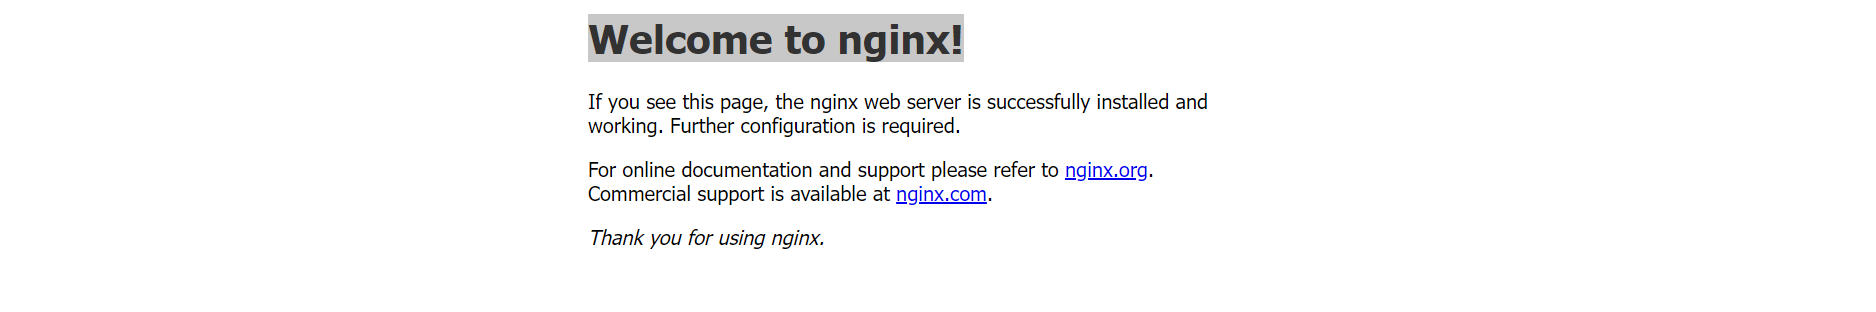 Welcome to nginx!
If you see this page, the nginx web server is successfully installed and
working. Further configuration is required.
For online documentation and support please refer to nginx.org.
Commercial support is available at nginx.com.
Thank you for using nginx.